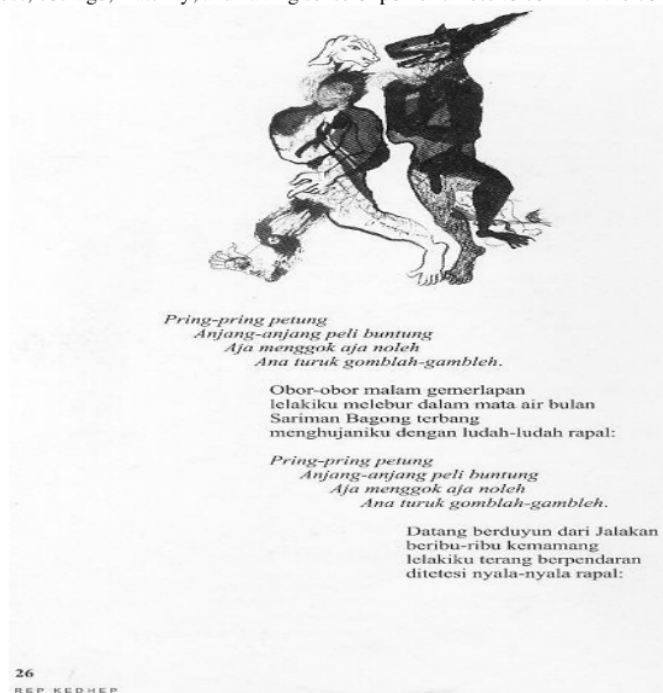 Pring-pring petung
Anjang-anjang peli buntung
Aja menggok aja noleh
Ana turuk gomblah-gambleh.
Obor-obor malam gemerlapan
lelakiku melebur dalam mata air bulan
Sariman Bagong terbang
menghujaniku dengan ludah-ludah rapal:
Pring-pring petung
Anjang-anjang peli buntung
Aja menggok aja noleh
Ana turuk gomblah-gambleh.
Datang berduyun dari Jalakan
beribu-ribu kemamang
lelakiku terang berpendaran
ditetesi nyala-nyala rapal:
26
REP KEDHEP